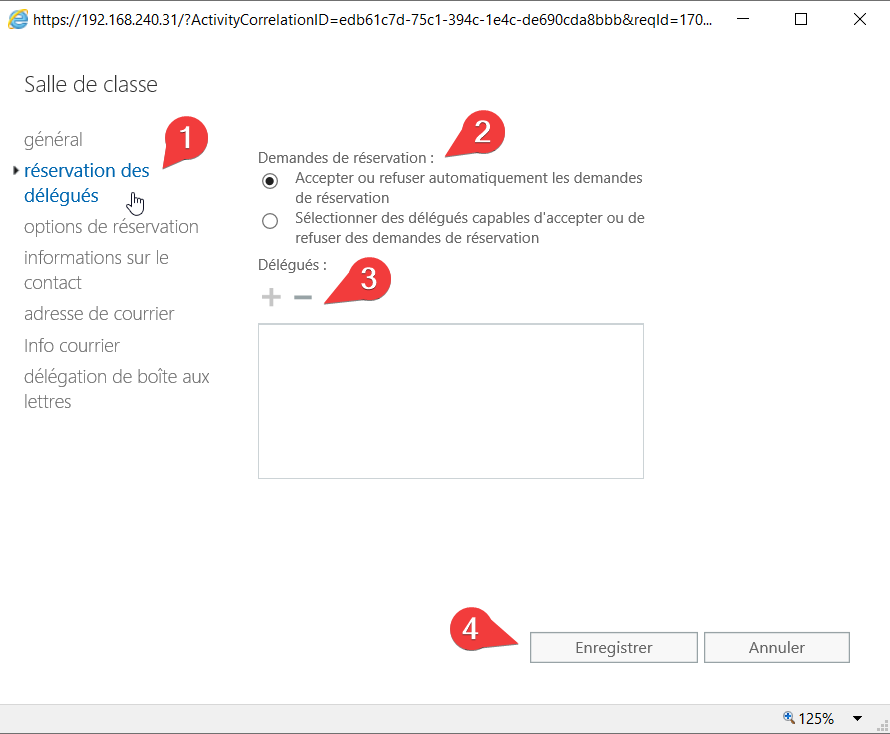 https://192.168.240.31/?ActivityCorrelationID=edb61c7d-75c1-394c-1e4c-de690cda8bbb&reqId=170...
Salle de classe
général
1
réservation des
délégués
options de réservation
informations sur le
contact
adresse de courrier
Info courrier
délégation de boîte aux
lettres
2
Demandes de réservation :
Accepter ou refuser automatiquement les demandes
de réservation
Sélectionner des délégués capables d'accepter ou de
refuser des demandes de réservation
Délégués :
3
4
Enregistrer
Annuler
125%